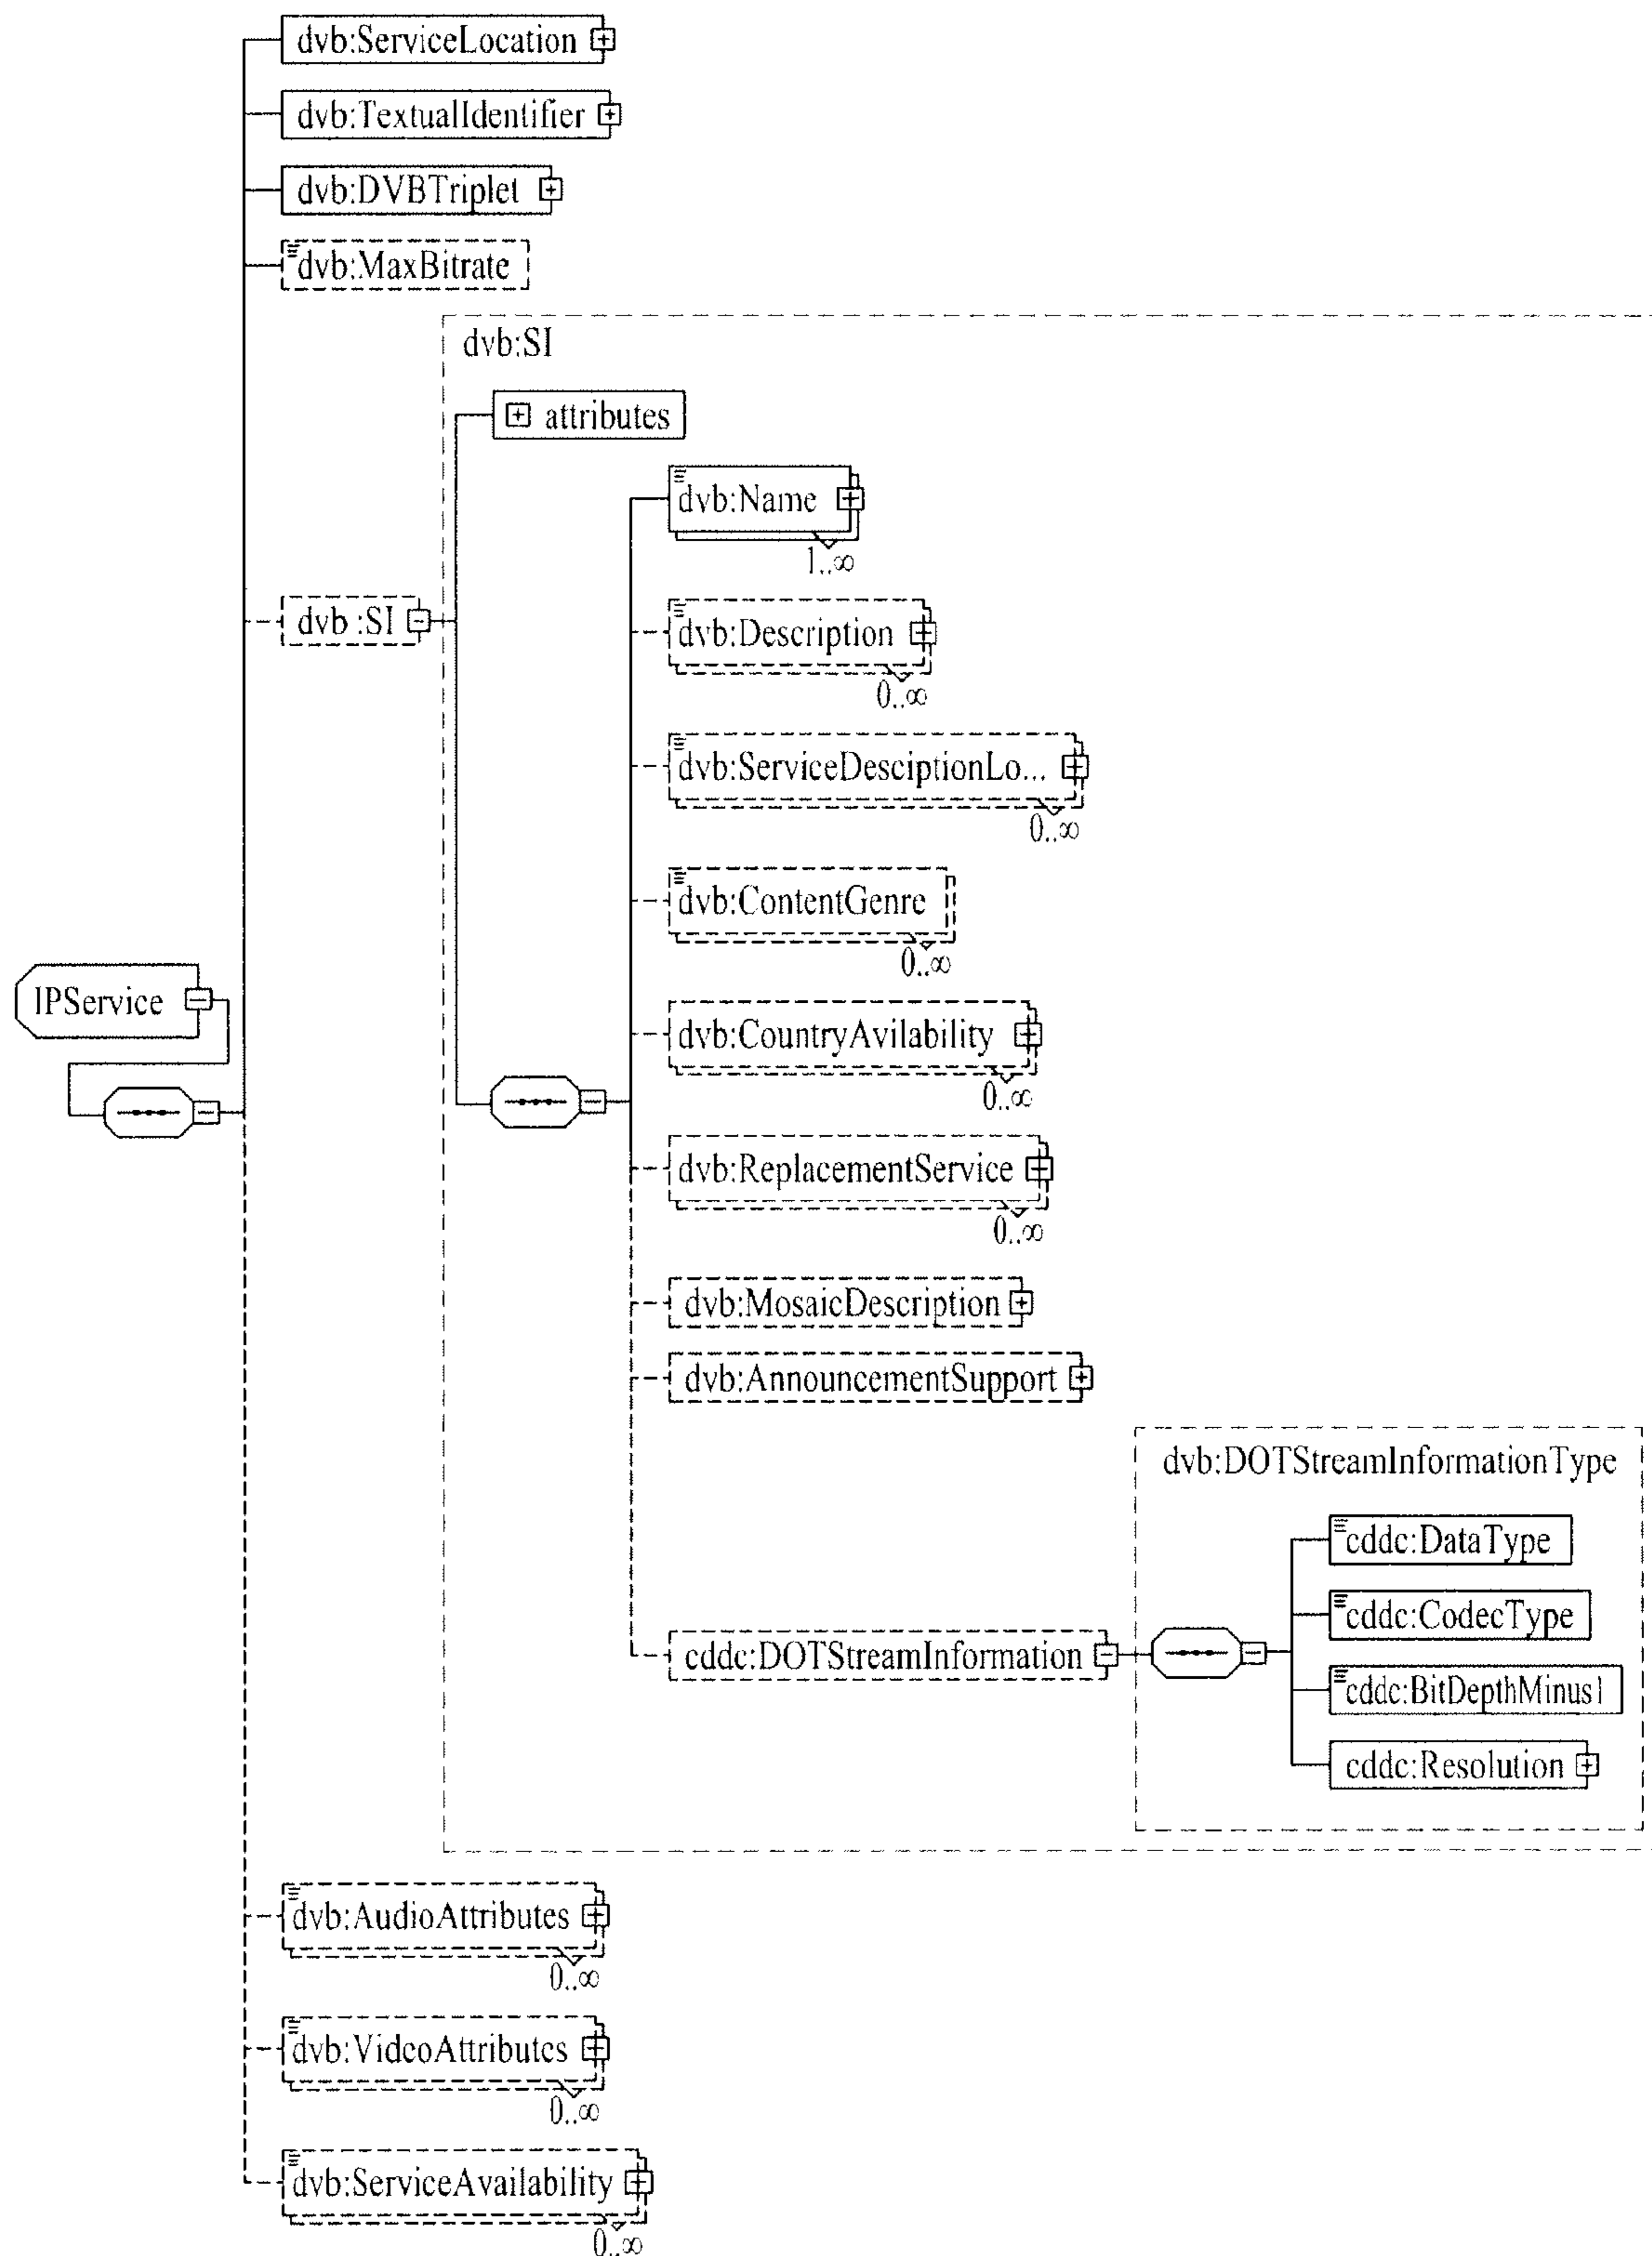 dvb:ServiceLocation
dvb:TextualIdentifier
dvb:DVBTriplet
dvb:MaxBitrate
dvb:SI
attributes
dvb:Name
1..∞
dvb :SI
dvb:Description
0..∞
dvb:ServiceDesciptionLo...
0..∞
dvb:ContentGenre
0..∞
IPService
dvb:CountryAvilability
0..∞
dvb:ReplacementService
0..∞
dvb:MosaicDescription
dvb:AnnouncementSupport
dvb:DOTStreamInformationType
cddc:DataType
cddc:CodecType
cddc:DOTStreamInformation
cddc:BitDepthMinus1
cddc:Resolution
dvb:AudioAttributes
0..∞
dvb:VideoAttributes
0..∞
dvb:ServiceAvailability
0..∞